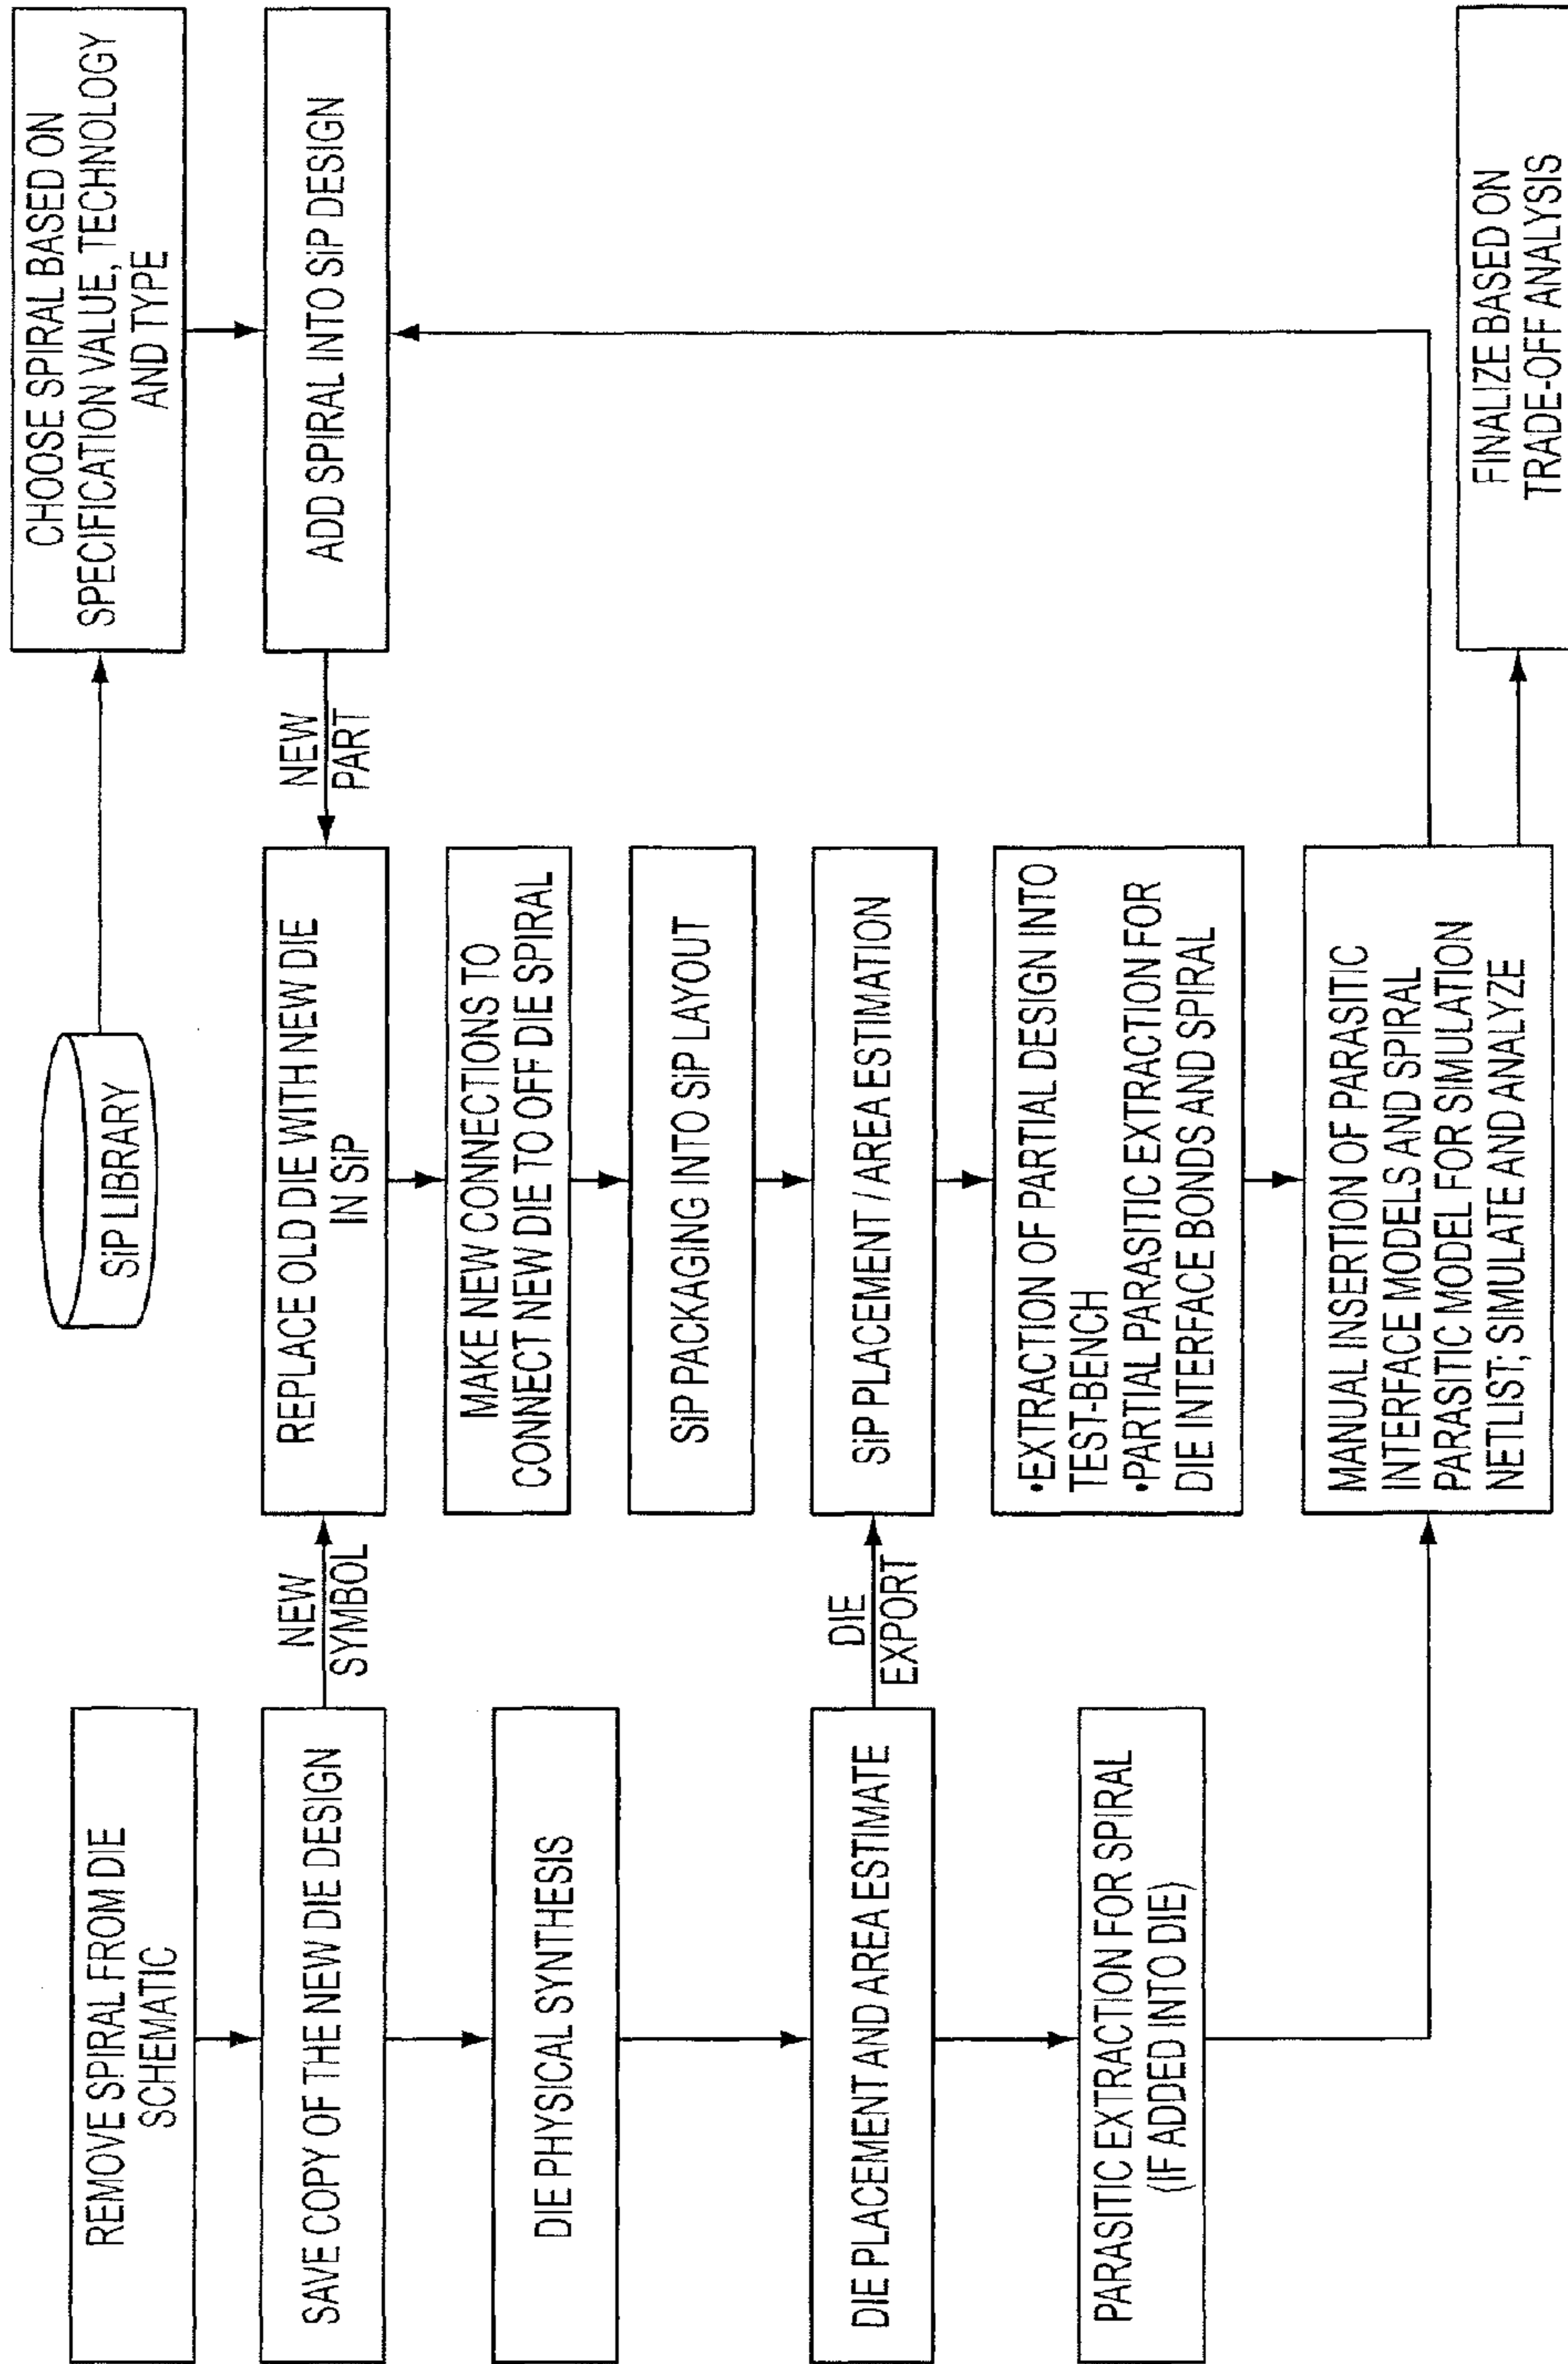 REMOVE SPIRAL FROM DIE
SCHEMATIC
SAVE COPY OF THE NEW DIE DESIGN
DIE PHYSICAL SYNTHESIS
DIE PLACEMENT AND AREA ESTIMATE
PARASITIC EXTRACTION FOR SPIRAL
(IF ADDED INTO DIE)
NEW
SYMBOL
DIE
EXPORT
SiP LIBRARY
REPLACE OLD DIE WITH NEW DIE
IN SiP
MAKE NEW CONNECTIONS TO
CONNECT NEW DIE TO OFF DIE SPIRAL
SiP PACKAGING INTO SiP LAYOUT
SiP PLACEMENT / AREA ESTIMATION
•EXTRACTION OF PARTIAL DESIGN INTO
TEST-BENCH
•PARTIAL PARASITIC EXTRACTION FOR
DIE INTERFACE BONDS AND SPIRAL
MANUAL INSERTION OF PARASITIC
INTERFACE MODELS AND SPIRAL
PARASITIC MODEL FOR SIMULATION
NETLIST; SIMULATE AND ANALYZE
NEW
PART
CHOOSE SPIRAL BASED ON
SPECIFICATION VALUE, TECHNOLOGY
AND TYPE
ADD SPIRAL INTO SiP DESIGN
FINALIZE BASED ON
TRADE-OFF ANALYSIS